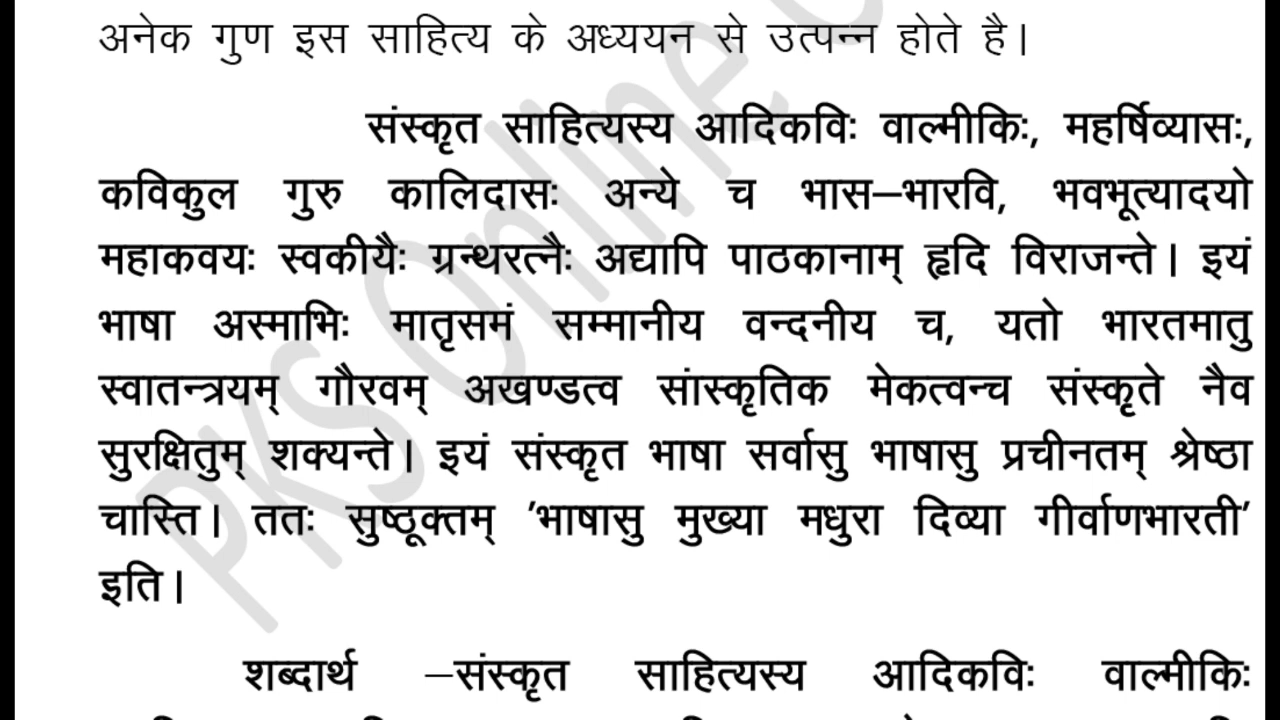 अनेक गुण इस साहित्य के अध्ययन से उत्पन्न होते है।
संस्कृत साहित्यस्य आदिकविः वाल्मीकिः, महर्षिव्यासः,
कविकुल गुरु कालिदासः अन्ये च भास–भारवि, भवभूत्यादयो
महाकवयः स्वकीयैः ग्रन्थरत्नैः अद्यापि पाठकानाम् हृदि विराजन्ते। इयं
भाषा अस्माभिः मातृसमं सम्मानीय वन्दनीय च, यतो भारतमातु
स्वातन्त्रयम् गौरवम् अखण्डत्व सांस्कृतिक मेकत्वन्च संस्कृते नैव
सुरक्षितुम् शक्यन्ते। इयं संस्कृत भाषा सर्वासु भाषासु प्रचीनतम् श्रेष्ठा
चास्ति। ततः सुष्ठूक्तम् ’भाषासु मुख्या मधुरा दिव्या गीर्वाणभारती’
इति।
शब्दार्थ –संस्कृत साहित्यस्य आदिकविः वाल्मीकिः
PKS Online